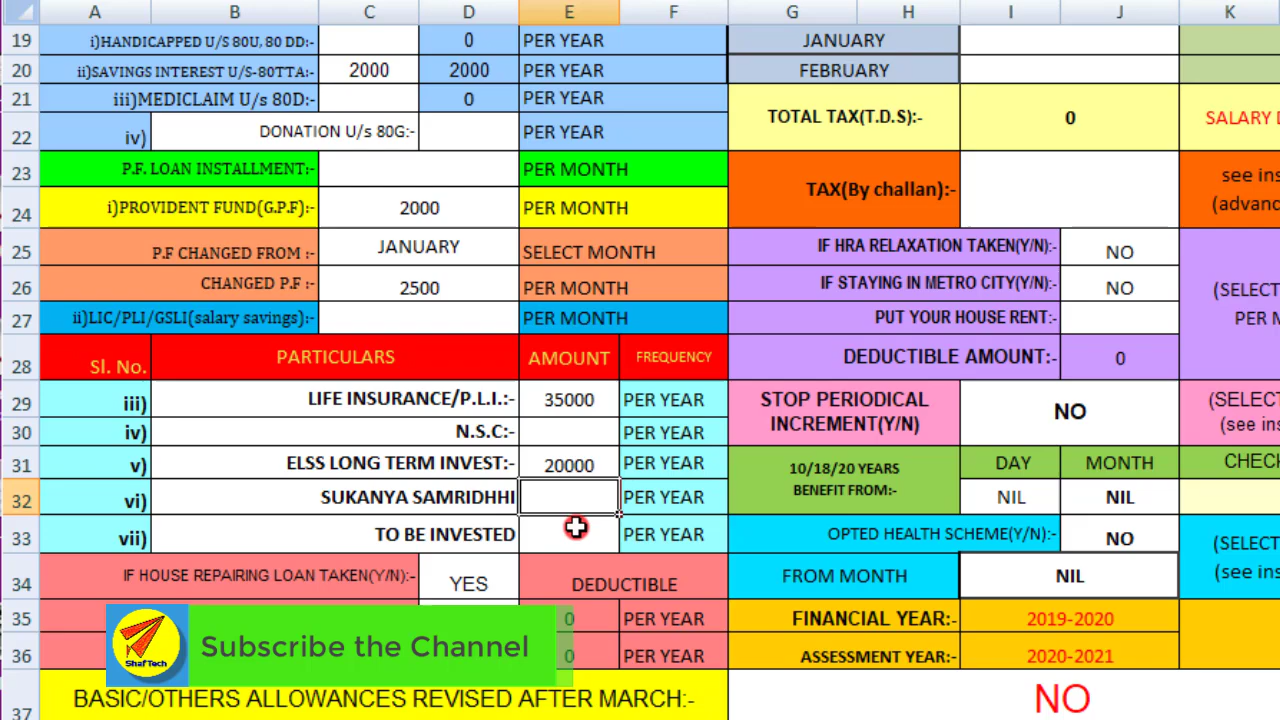 A B C D E F G H I J K
19 i)HANDICAPPED U/S 80U, 80 DD:- 0 PER YEAR JANUARY
20 ii)SAVINGS INTEREST U/S-80TTA:- 2000 2000 PER YEAR FEBRUARY
21 iii)MEDICLAIM U/s 80D:- 0 PER YEAR
TOTAL TAX(T.D.S):- 0 SALARY D
22 iv) DONATION U/s 80G:- PER YEAR
23 P.F. LOAN INSTALLMENT:- PER MONTH see ins
TAX(By challan):-
24 i)PROVIDENT FUND(G.P.F):- 2000 PER MONTH (advanc
25 P.F CHANGED FROM :- JANUARY SELECT MONTH IF HRA RELAXATION TAKEN(Y/N):- NO
26 CHANGED P.F :- 2500 PER MONTH IF STAYING IN METRO CITY(Y/N):- NO (SELECT
27 ii)LIC/PLI/GSLI(salary savings):- PER MONTH PUT YOUR HOUSE RENT:- PER M
28 Sl. No. PARTICULARS AMOUNT FREQUENCY DEDUCTIBLE AMOUNT:- 0
29 iii) LIFE INSURANCE/P.L.I.:- 35000 PER YEAR STOP PERIODICAL NO (SELECT
30 iv) N.S.C:- PER YEAR INCREMENT(Y/N) (see ins
31 v) ELSS LONG TERM INVEST:- 20000 PER YEAR 10/18/20 YEARS DAY MONTH CHECK
32 vi) SUKANYA SAMRIDHHI PER YEAR BENEFIT FROM:- NIL NIL
33 vii) TO BE INVESTED PER YEAR OPTED HEALTH SCHEME(Y/N):- NO (SELECT
34 IF HOUSE REPAIRING LOAN TAKEN(Y/N):- YES DEDUCTIBLE FROM MONTH NIL (see ins
35 0 PER YEAR FINANCIAL YEAR:- 2019-2020
36 0 PER YEAR ASSESSMENT YEAR:- 2020-2021
Shaf Tech
Subscribe the Channel
37 BASIC/OTHERS ALLOWANCES REVISED AFTER MARCH:- NO